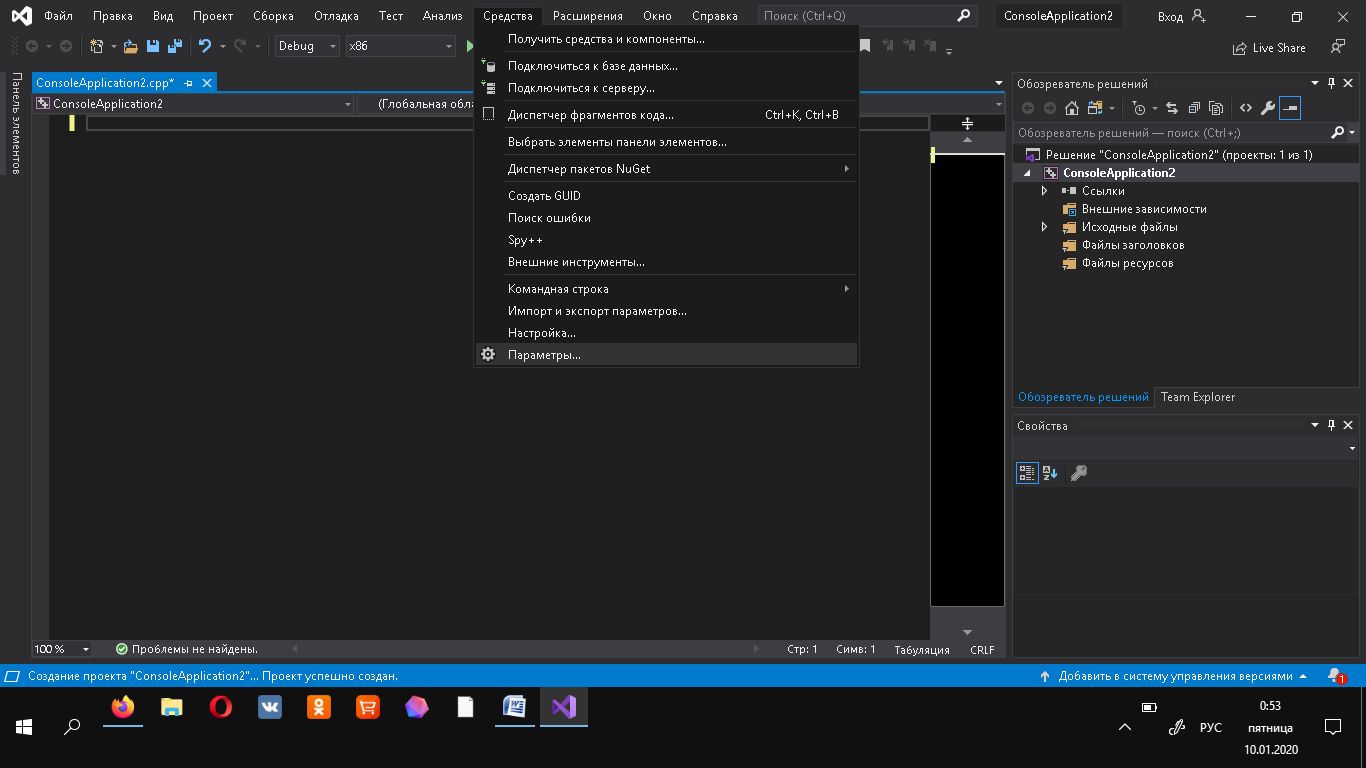 Файл Правка Вид Проект Сборка Отладка Тест Анализ Средства Расширения Окно Справка Поиск (Ctrl+Q) ConsoleApplication2 Вход
Debug x86 Live Share
Панель элементов
ConsoleApplication2.cpp*
ConsoleApplication2 (Глобальная обла
Получить средства и компоненты...
Подключиться к базе данных...
Подключиться к серверу...
Диспетчер фрагментов кода... Ctrl+K, Ctrl+B
Выбрать элементы панели элементов...
Диспетчер пакетов NuGet
Создать GUID
Поиск ошибки
Spy++
Внешние инструменты...
Командная строка
Импорт и экспорт параметров...
Настройка...
Параметры...
Обозреватель решений
Обозреватель решений — поиск (Ctrl+;)
Решение "ConsoleApplication2" (проекты: 1 из 1)
ConsoleApplication2
Ссылки
Внешние зависимости
Исходные файлы
Файлы заголовков
Файлы ресурсов
Обозреватель решений Team Explorer
Свойства
100 % Проблемы не найдены. Стр: 1 Симв: 1 Табуляция CRLF
Создание проекта "ConsoleApplication2"... Проект успешно создан. Добавить в систему управления версиями 1
РУС
0:53
пятница
10.01.2020